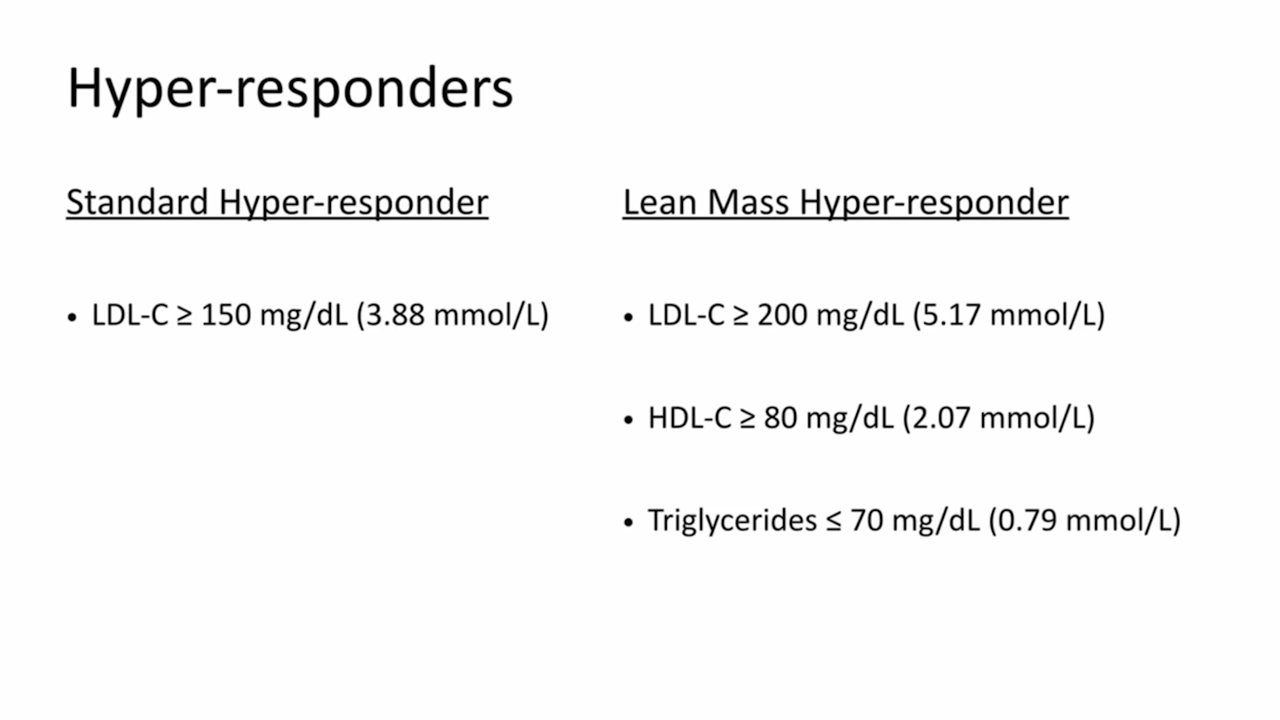 Hyper-responders
Standard Hyper-responder
• LDL-C ≥ 150 mg/dL (3.88 mmol/L)
Lean Mass Hyper-responder
• LDL-C ≥ 200 mg/dL (5.17 mmol/L)
• HDL-C ≥ 80 mg/dL (2.07 mmol/L)
• Triglycerides ≤ 70 mg/dL (0.79 mmol/L)